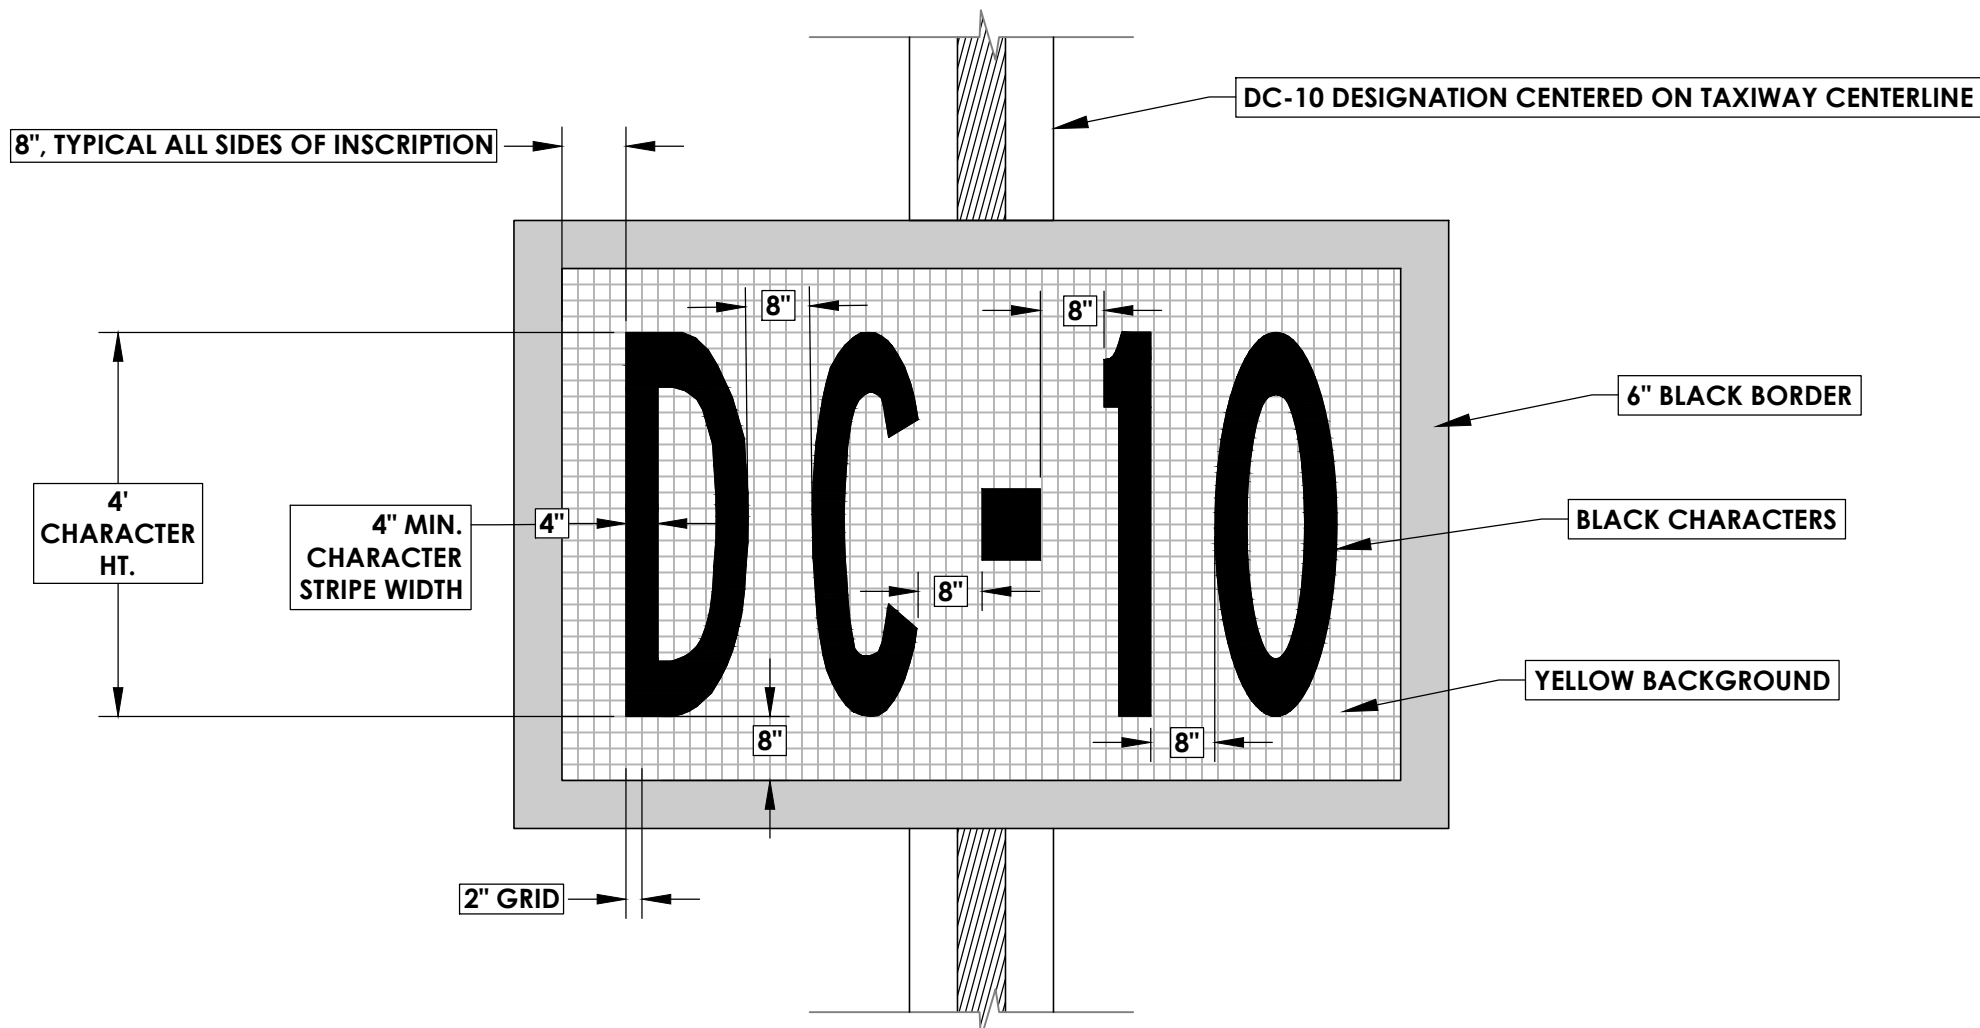 DC-10 DESIGNATION CENTERED ON TAXIWAY CENTERLINE
8", TYPICAL ALL SIDES OF INSCRIPTION
8"
8"
DC-10
6" BLACK BORDER
4'
CHARACTER
HT.
4" MIN.
CHARACTER
STRIPE WIDTH
4"
BLACK CHARACTERS
8"
YELLOW BACKGROUND
8"
8"
2" GRID